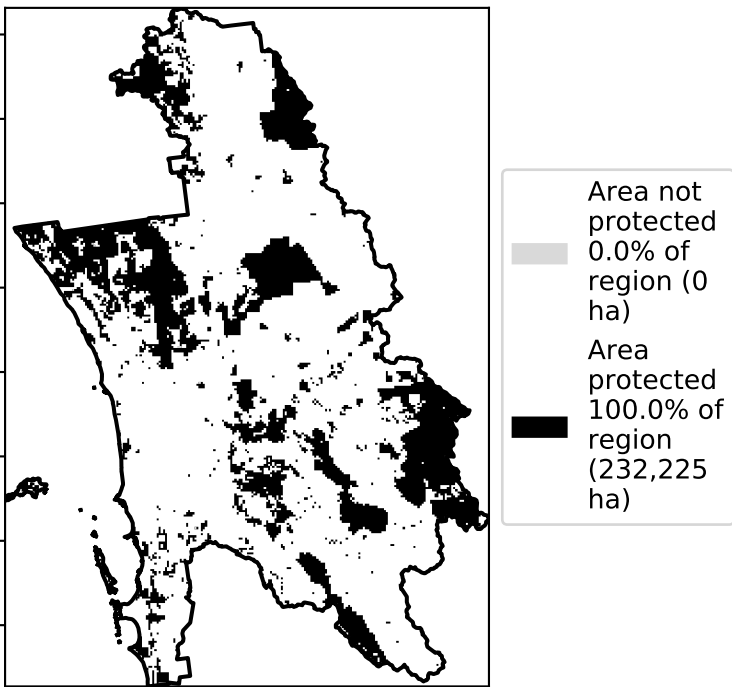 Area not
protected
0.0% of
region (0
ha)
Area
protected
100.0% of
region
(232,225
ha)